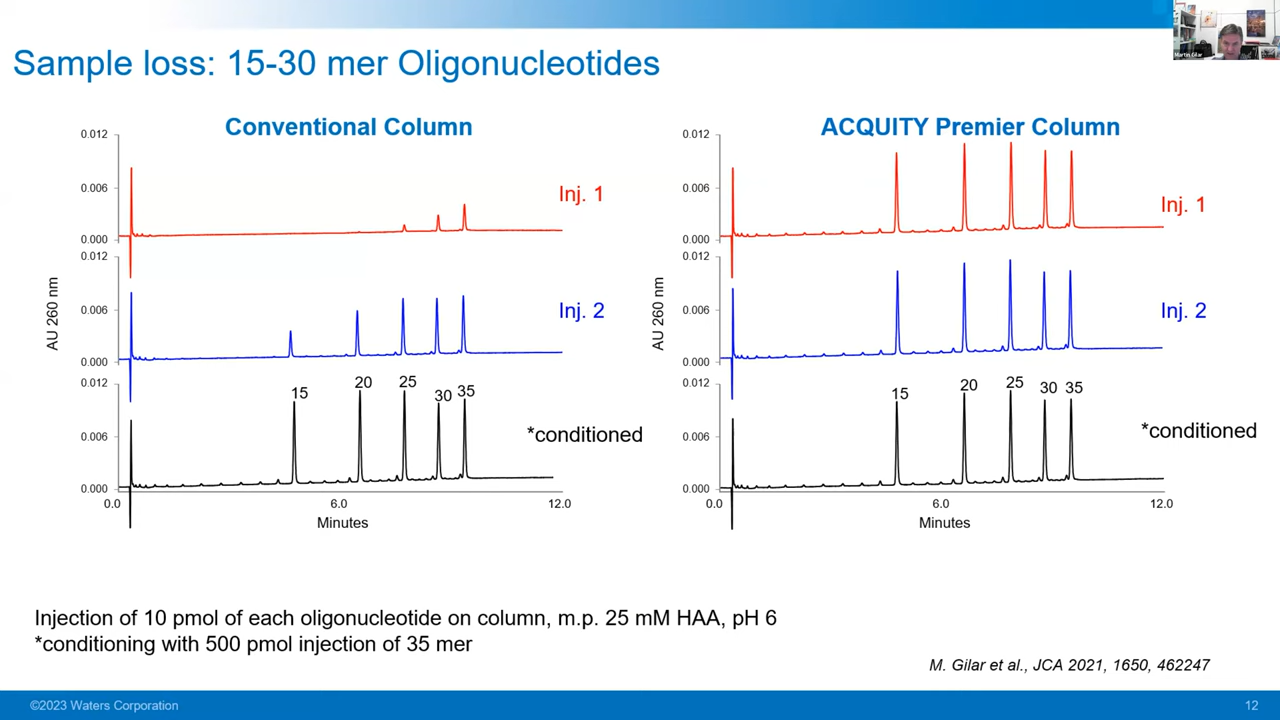 Martin Gilar
Sample loss: 15-30 mer Oligonucleotides
Conventional Column
0.012
0.006
0.000
Inj. 1
0.012
0.006
0.000
Inj. 2
AU 260 nm
0.012
0.006
0.000
15
20
25
30
35
*conditioned
0.0
6.0
12.0
Minutes
ACQUITY Premier Column
0.012
0.006
0.000
Inj. 1
0.012
0.006
0.000
Inj. 2
AU 260 nm
0.012
0.006
0.000
15
20
25
30
35
*conditioned
0.0
6.0
12.0
Minutes
Injection of 10 pmol of each oligonucleotide on column, m.p. 25 mM HAA, pH 6
*conditioning with 500 pmol injection of 35 mer
M. Gilar et al., JCA 2021, 1650, 462247
©2023 Waters Corporation
12